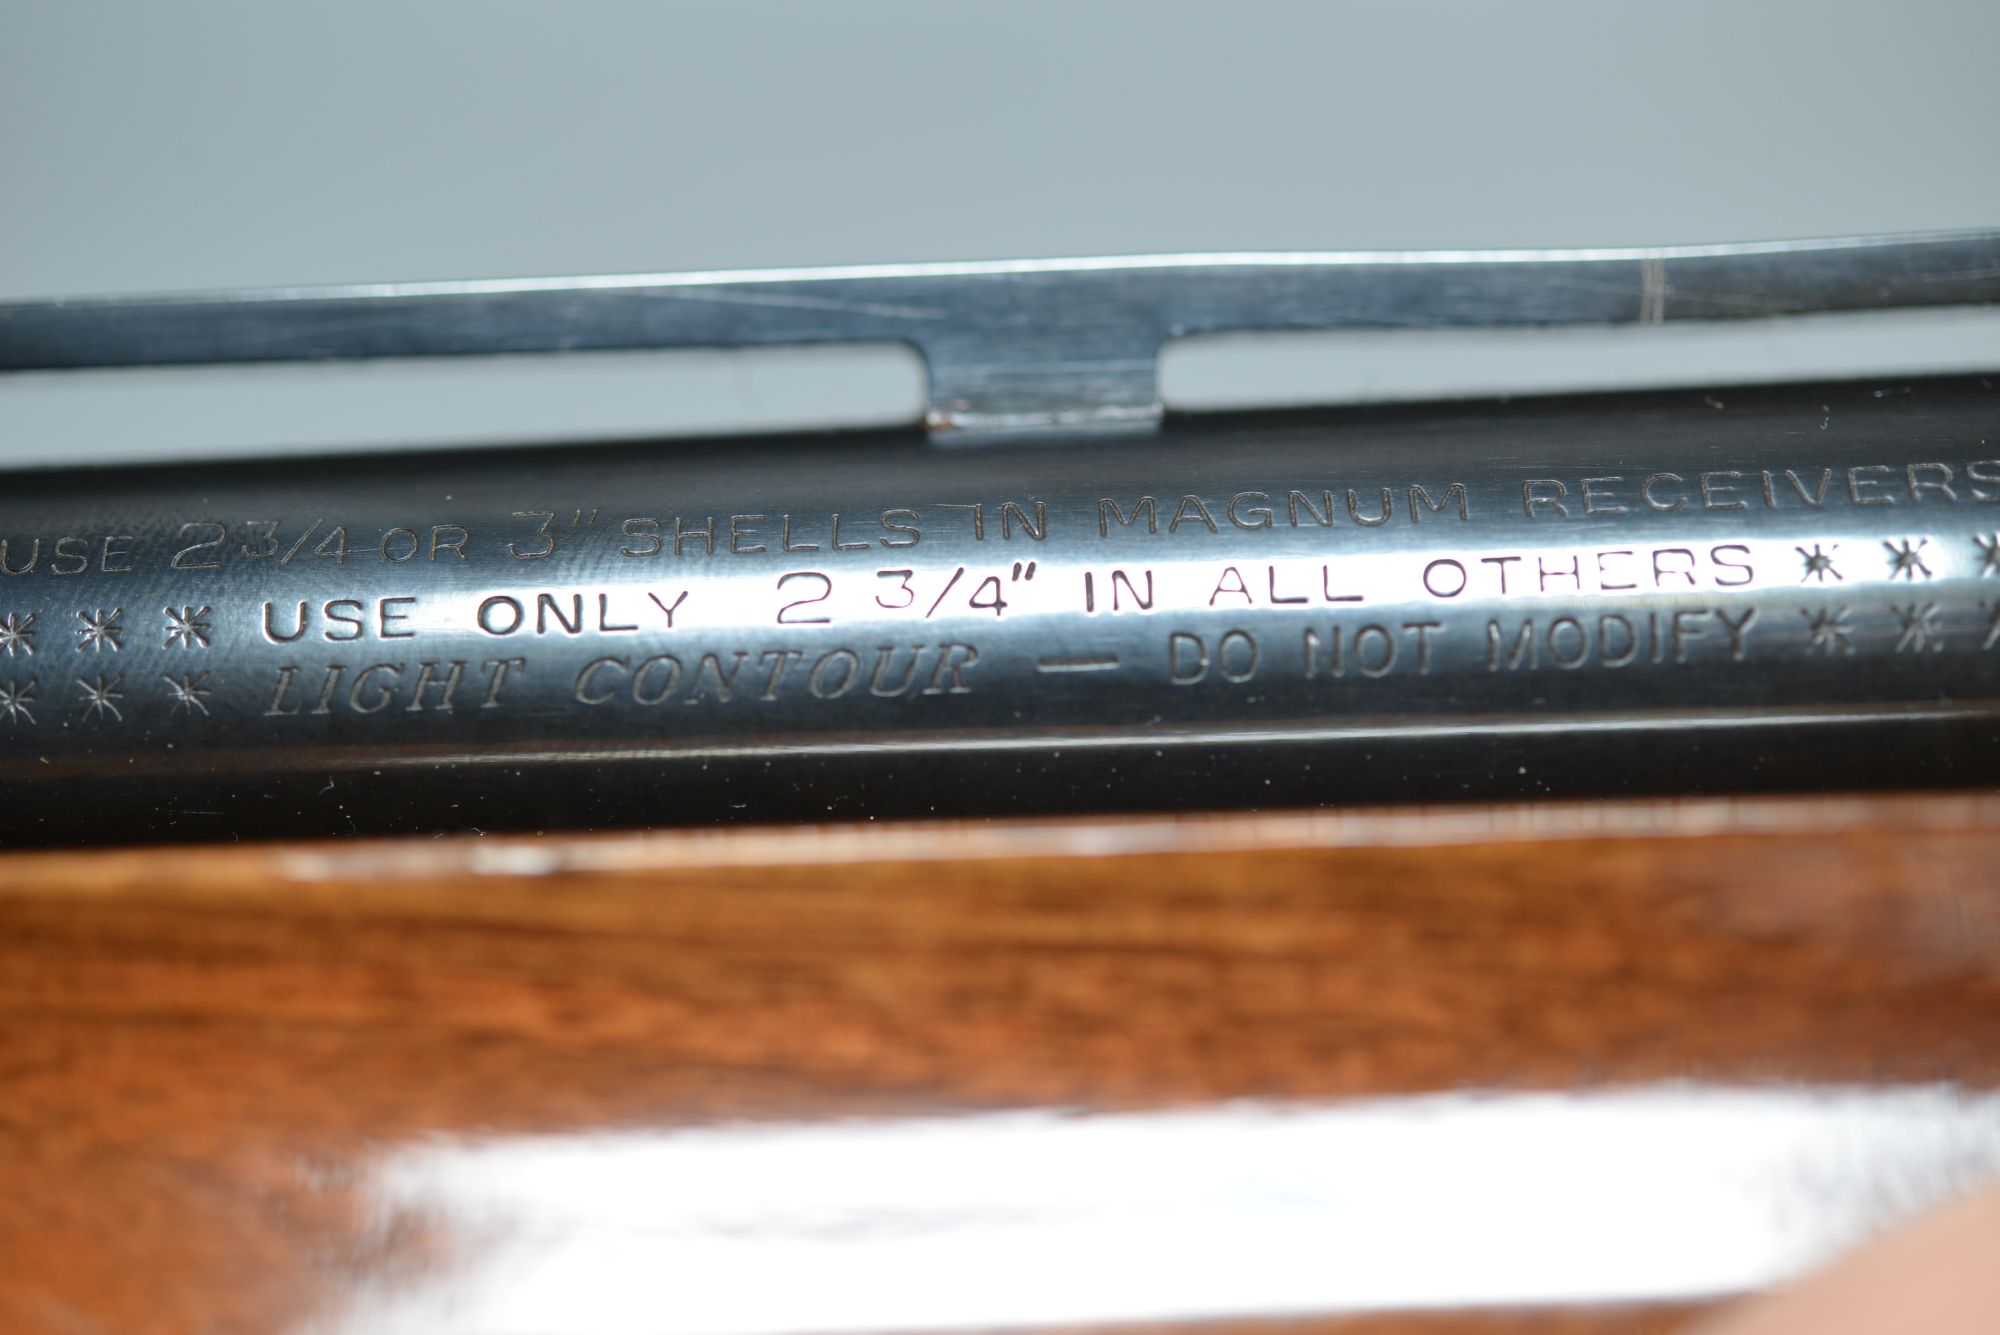 USE 2 3/4 OR 3" SHELLS IN MAGNUM RECEIVERS
*** USE ONLY 2 3/4" IN ALL OTHERS ***
*** LIGHT CONTOUR — DO NOT MODIFY ***